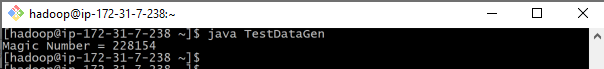 hadoop@ip-172-31-7-238:~
[hadoop@ip-172-31-7-238 ~]$ java TestDataGen
Magic Number = 228154
[hadoop@ip-172-31-7-238 ~]$
[hadoop@ip-172-31-7-238 ~]$